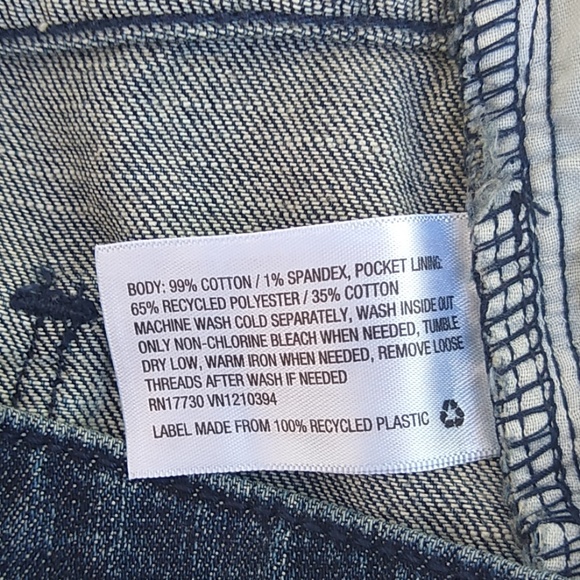 BODY: 99% COTTON / 1% SPANDEX, POCKET LINING:
65% RECYCLED POLYESTER / 35% COTTON
MACHINE WASH COLD SEPARATELY, WASH INSIDE OUT
ONLY NON-CHLORINE BLEACH WHEN NEEDED, TUMBLE
DRY LOW, WARM IRON WHEN NEEDED, REMOVE LOOSE
THREADS AFTER WASH IF NEEDED
RN17730 VN1210394
LABEL MADE FROM 100% RECYCLED PLASTIC